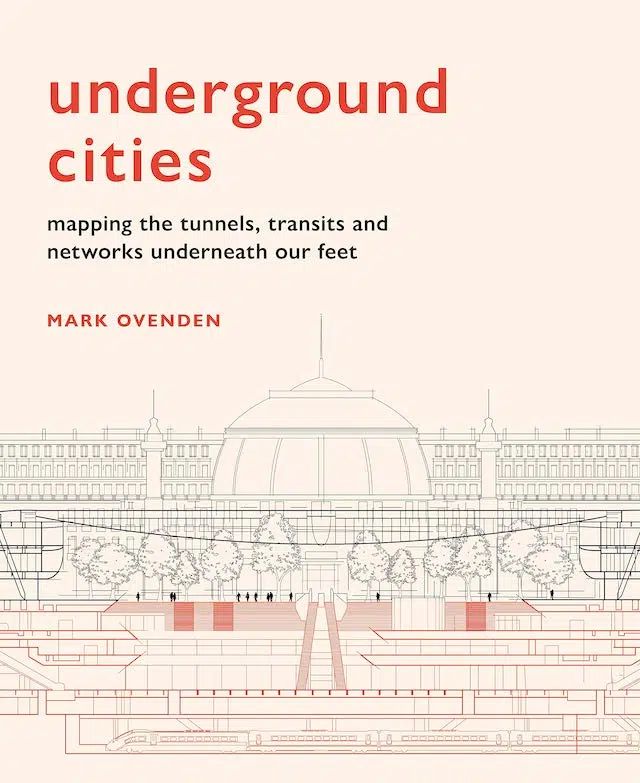 underground
cities
mapping the tunnels, transits and
networks underneath our feet
MARK OVENDEN